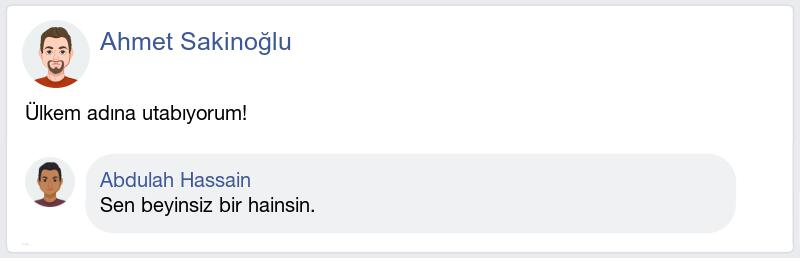 Ahmet Sakinoğlu
Ülkem adına utabıyorum!
Abdulah Hassain
Sen beyinsiz bir hainsin.